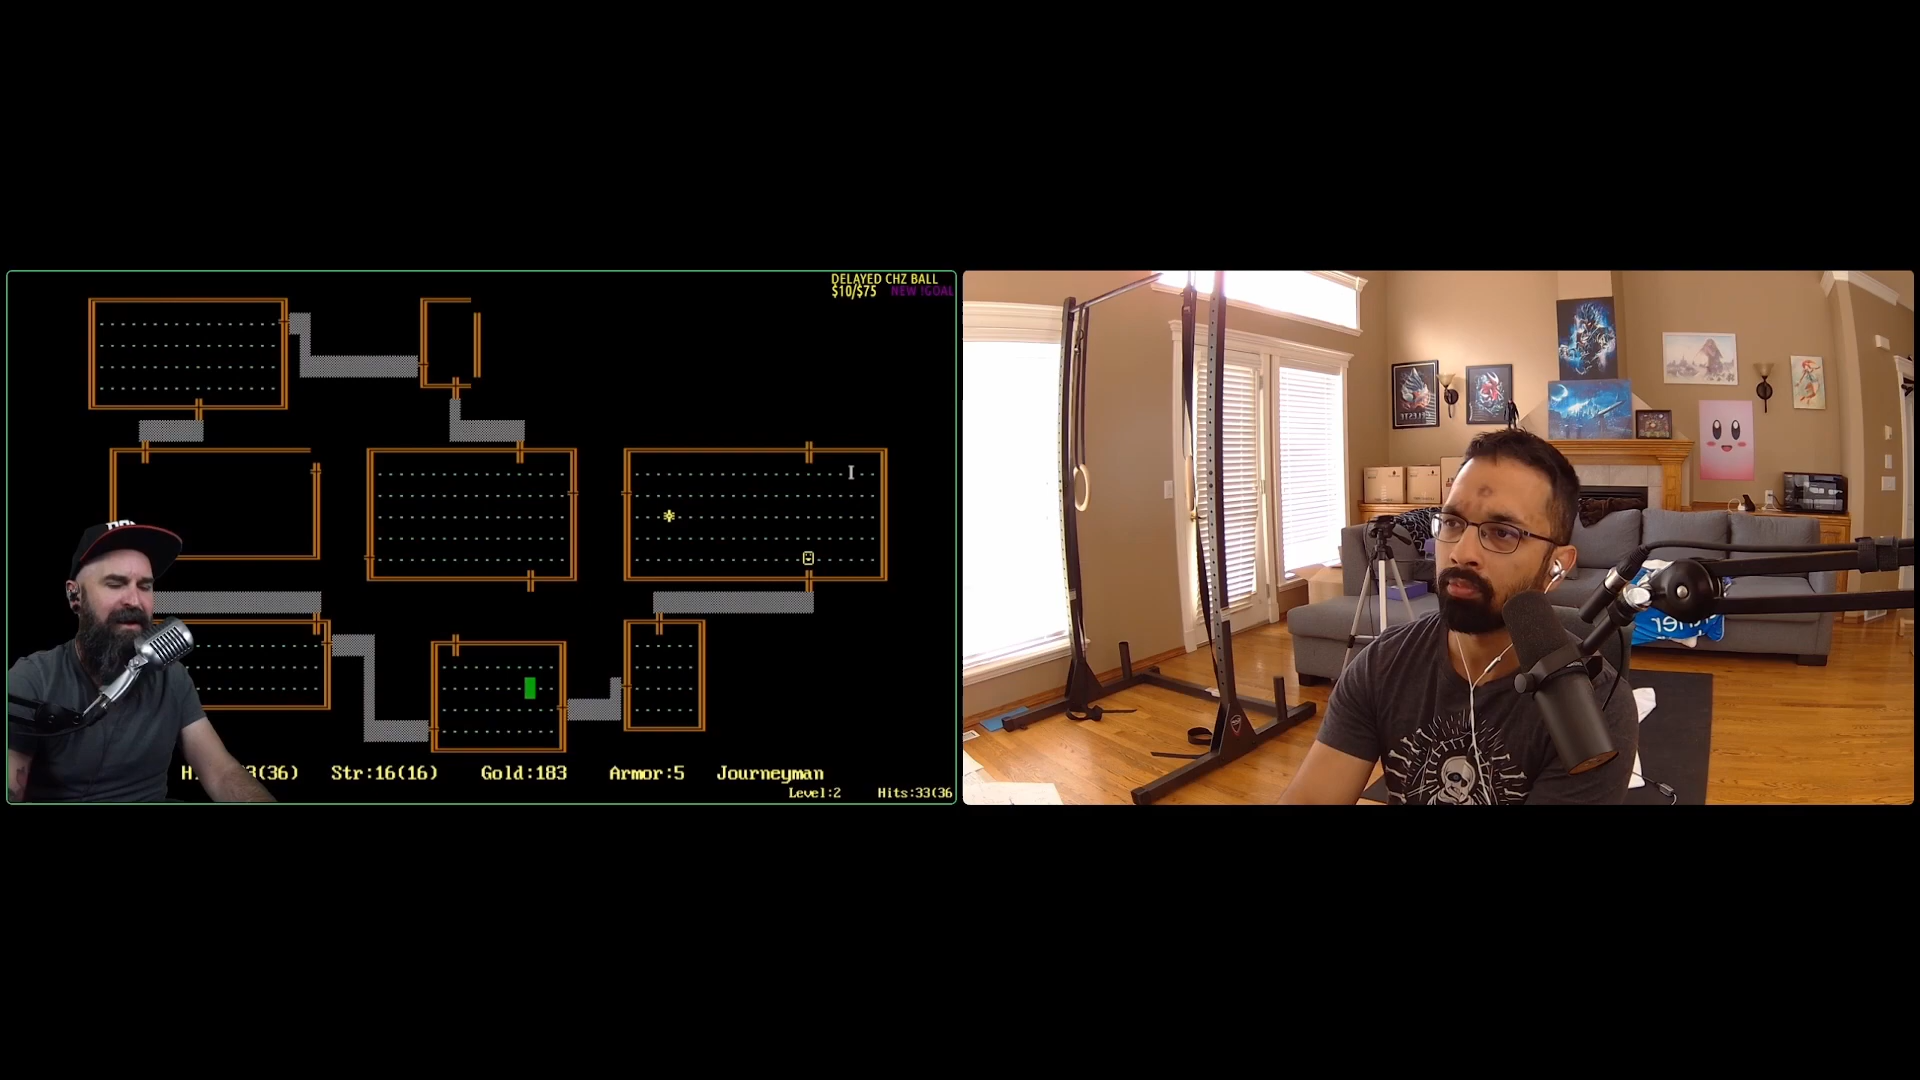 DELAYED CHZ BALL
$10/$75 NEW !GOAL
I
3(36) Str:16(16) Gold:183 Armor:5 Journeyman
Level:2 Hits:33(36
CELESTE